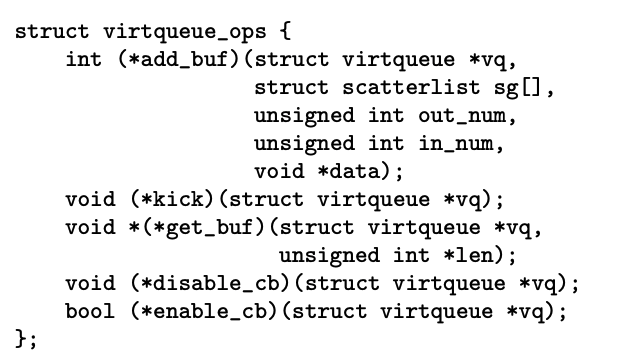 struct virtqueue_ops {
    int (*add_buf)(struct virtqueue *vq,
                   struct scatterlist sg[],
                   unsigned int out_num,
                   unsigned int in_num,
                   void *data);
    void (*kick)(struct virtqueue *vq);
    void *(*get_buf)(struct virtqueue *vq,
                     unsigned int *len);
    void (*disable_cb)(struct virtqueue *vq);
    bool (*enable_cb)(struct virtqueue *vq);
};